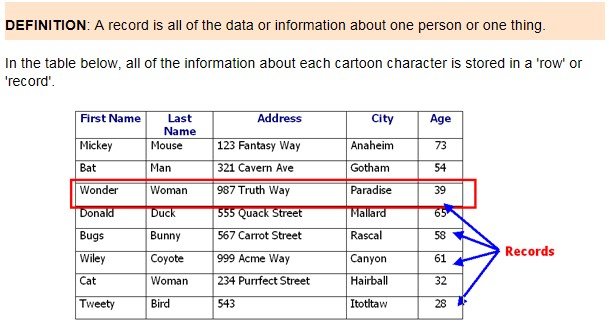 DEFINITION: A record is all of the data or information about one person or one thing.
In the table below, all of the information about each cartoon character is stored in a 'row' or
'record'.
First Name Last Name Address City Age
Mickey Mouse 123 Fantasy Way Anaheim 73
Bat Man 321 Cavern Ave Gotham 54
Wonder Woman 987 Truth Way Paradise 39
Donald Duck 555 Quack Street Mallard 65
Bugs Bunny 567 Carrot Street Rascal 58
Wiley Coyote 999 Acme Way Canyon 61
Cat Woman 234 Purrfect Street Hairball 32
Tweety Bird 543 Itotltaw 28
Records